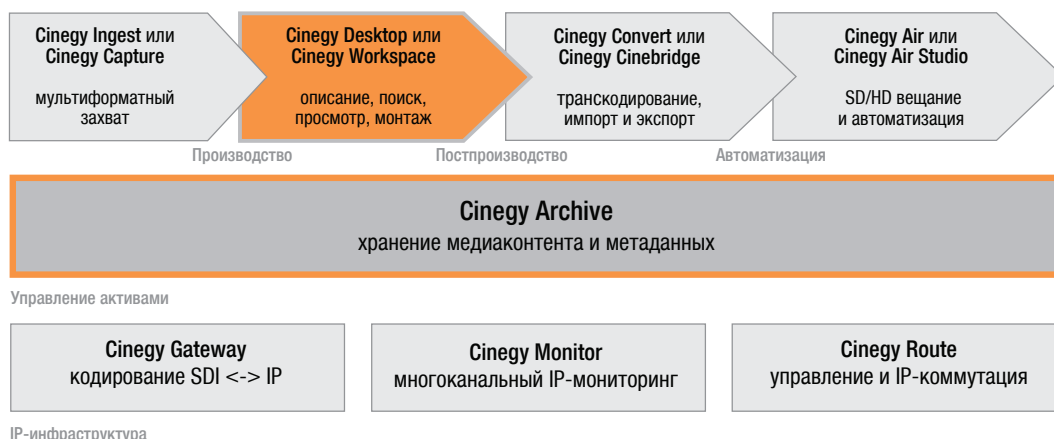 Cinegy Ingest или
Cinegy Capture
мультиформатный
захват
Cinegy Desktop или
Cinegy Workspace
описание, поиск,
просмотр, монтаж
Cinegy Convert или
Cinegy Cinebridge
транскодирование,
импорт и экспорт
Cinegy Air или
Cinegy Air Studio
SD/HD вещание
и автоматизация
Производство
Постпроизводство
Автоматизация
Cinegy Archive
хранение медиаконтента и метаданных
Управление активами
Cinegy Gateway
кодирование SDI <-> IP
Cinegy Monitor
многоканальный IP-мониторинг
Cinegy Route
управление и IP-коммутация
IP-инфраструктура